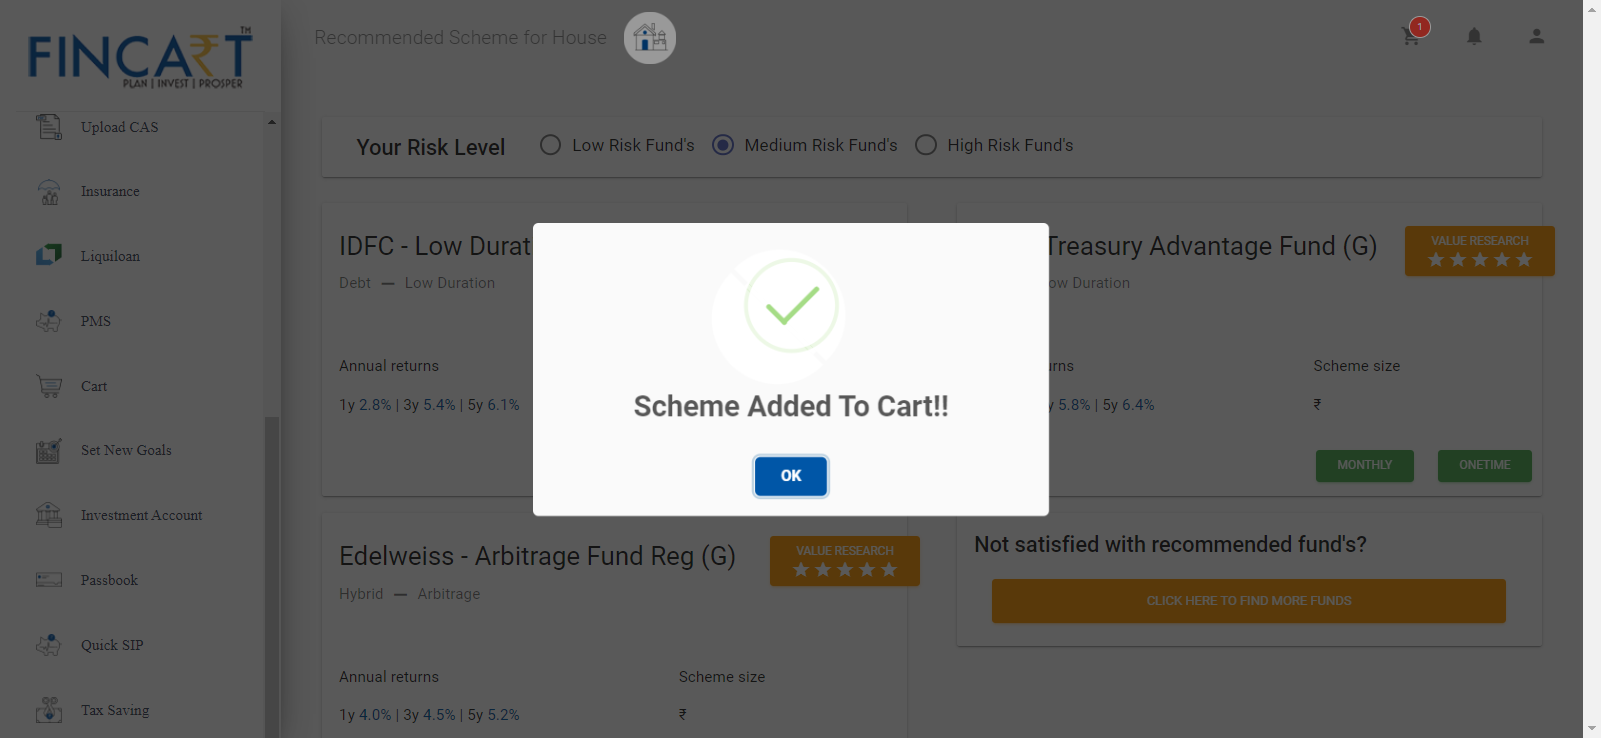 FINCART
TM
PLAN | INVEST | PROSPER
Upload CAS
Insurance
Liquiloan
PMS
Cart
Set New Goals
Investment Account
Passbook
Quick SIP
Tax Saving
Recommended Scheme for House
1
Your Risk Level
Low Risk Fund's
Medium Risk Fund's
High Risk Fund's
IDFC - Low Durat
Debt — Low Duration
Annual returns
1y 2.8% | 3y 5.4% | 5y 6.1%
Treasury Advantage Fund (G)
VALUE RESEARCH
ow Duration
urns
Scheme size
y 5.8% | 5y 6.4%
₹
MONTHLY
ONETIME
Scheme Added To Cart!!
OK
Edelweiss - Arbitrage Fund Reg (G)
VALUE RESEARCH
Hybrid — Arbitrage
Annual returns
Scheme size
1y 4.0% | 3y 4.5% | 5y 5.2%
₹
Not satisfied with recommended fund's?
CLICK HERE TO FIND MORE FUNDS